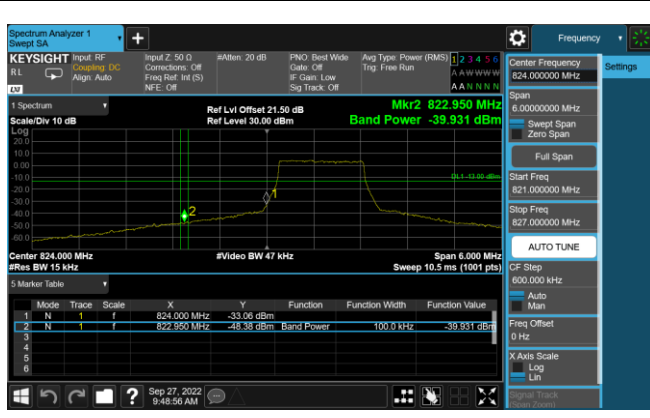 Spectrum Analyzer 1
Swept SA
+
Frequency
KEYSIGHT
RL
LXI
Input: RF
Coupling: DC
Align: Auto
Input Z: 50 Ω
Corrections: Off
Freq Ref: Int (S)
NFE: Off
#Atten: 20 dB
PNO: Best Wide
Gate: Off
IF Gain: Low
Sig Track: Off
Avg Type: Power (RMS)
Trig: Free Run
1 2 3 4 5 6
A A W W W W
A A N N N N
1 Spectrum
Scale/Div 10 dB
Ref Lvl Offset 21.50 dB
Ref Level 30.00 dBm
Mkr2 822.950 MHz
Band Power -39.931 dBm
Log
20.0
10.0
0.00
-10.0
-20.0
-30.0
-40.0
-50.0
-60.0
DL1 -13.00 dBm
1
2
Center 824.000 MHz
#Res BW 15 kHz
#Video BW 47 kHz
Span 6.000 MHz
Sweep 10.5 ms (1001 pts)
5 Marker Table
Mode Trace Scale X Y Function Function Width Function Value
1 N 1 f 824.000 MHz -33.06 dBm
2 N 1 f 822.950 MHz -48.38 dBm Band Power 100.0 kHz -39.931 dBm
3
4
5
6
?
Sep 27, 2022
9:48:56 AM
Center Frequency
824.000000 MHz
Span
6.00000000 MHz
Swept Span
Zero Span
Full Span
Start Freq
821.000000 MHz
Stop Freq
827.000000 MHz
AUTO TUNE
CF Step
600.000 kHz
Auto
Man
Freq Offset
0 Hz
X Axis Scale
Log
Lin
Signal Track
(Span Zoom)
Settings